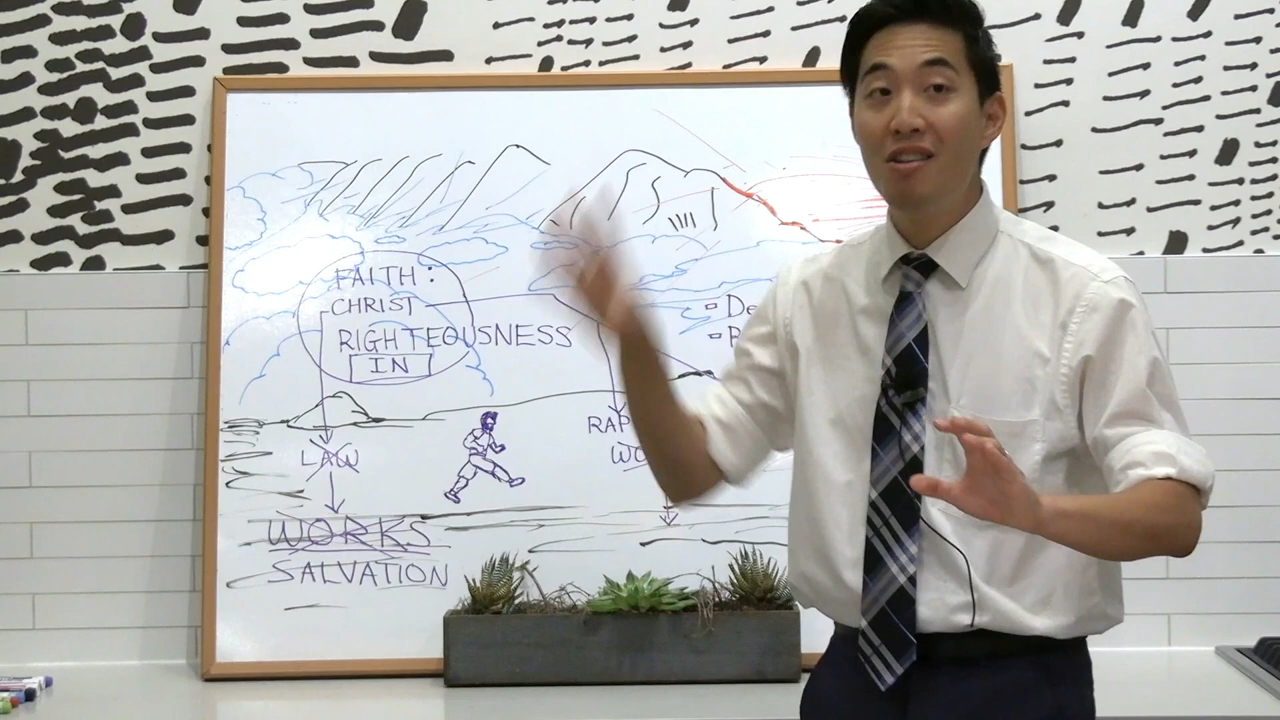 FAITH:
CHRIST
RIGHTEOUSNESS
IN
LAW
WORKS
SALVATION